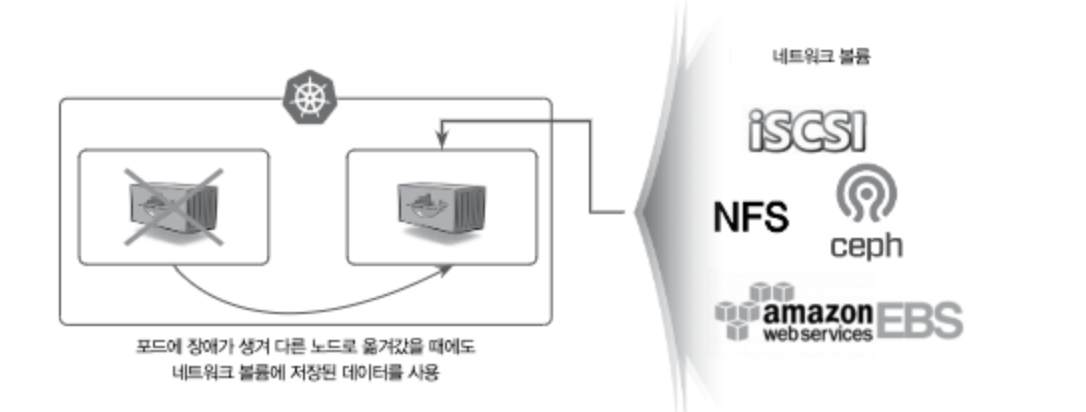 네트워크 볼륨
iSCSI
NFS
ceph
amazon
webservices
EBS
포드에 장애가 생겨 다른 노드로 옮겨갔을 때에도
네트워크 볼륨에 저장된 데이터를 사용